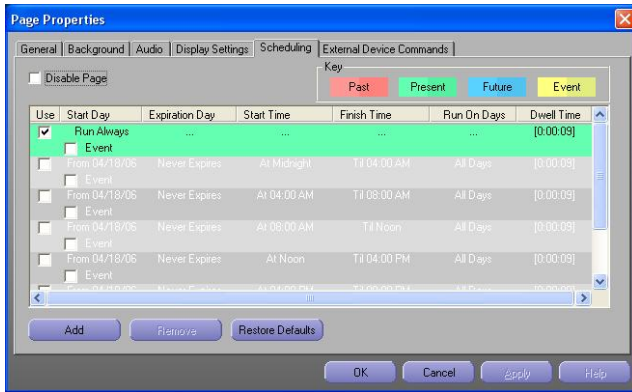 Page Properties
General Background Audio Display Settings Scheduling External Device Commands
Disable Page
Key
Past Present Future Event
Use Start Day Expiration Day Start Time Finish Time Run On Days Dwell Time
Run Always ... ... ... ... [0:00:09]
Event
From 04/18/06 Never Expires At Midnight Til 04:00 AM All Days [0:00:09]
Event
From 04/18/06 Never Expires At 04:00 AM Til 08:00 AM All Days [0:00:09]
Event
From 04/18/06 Never Expires At 08:00 AM Til Noon All Days [0:00:09]
Event
From 04/18/06 Never Expires At Noon Til 04:00 PM All Days [0:00:09]
Event
Add Remove Restore Defaults
OK Cancel Apply Help